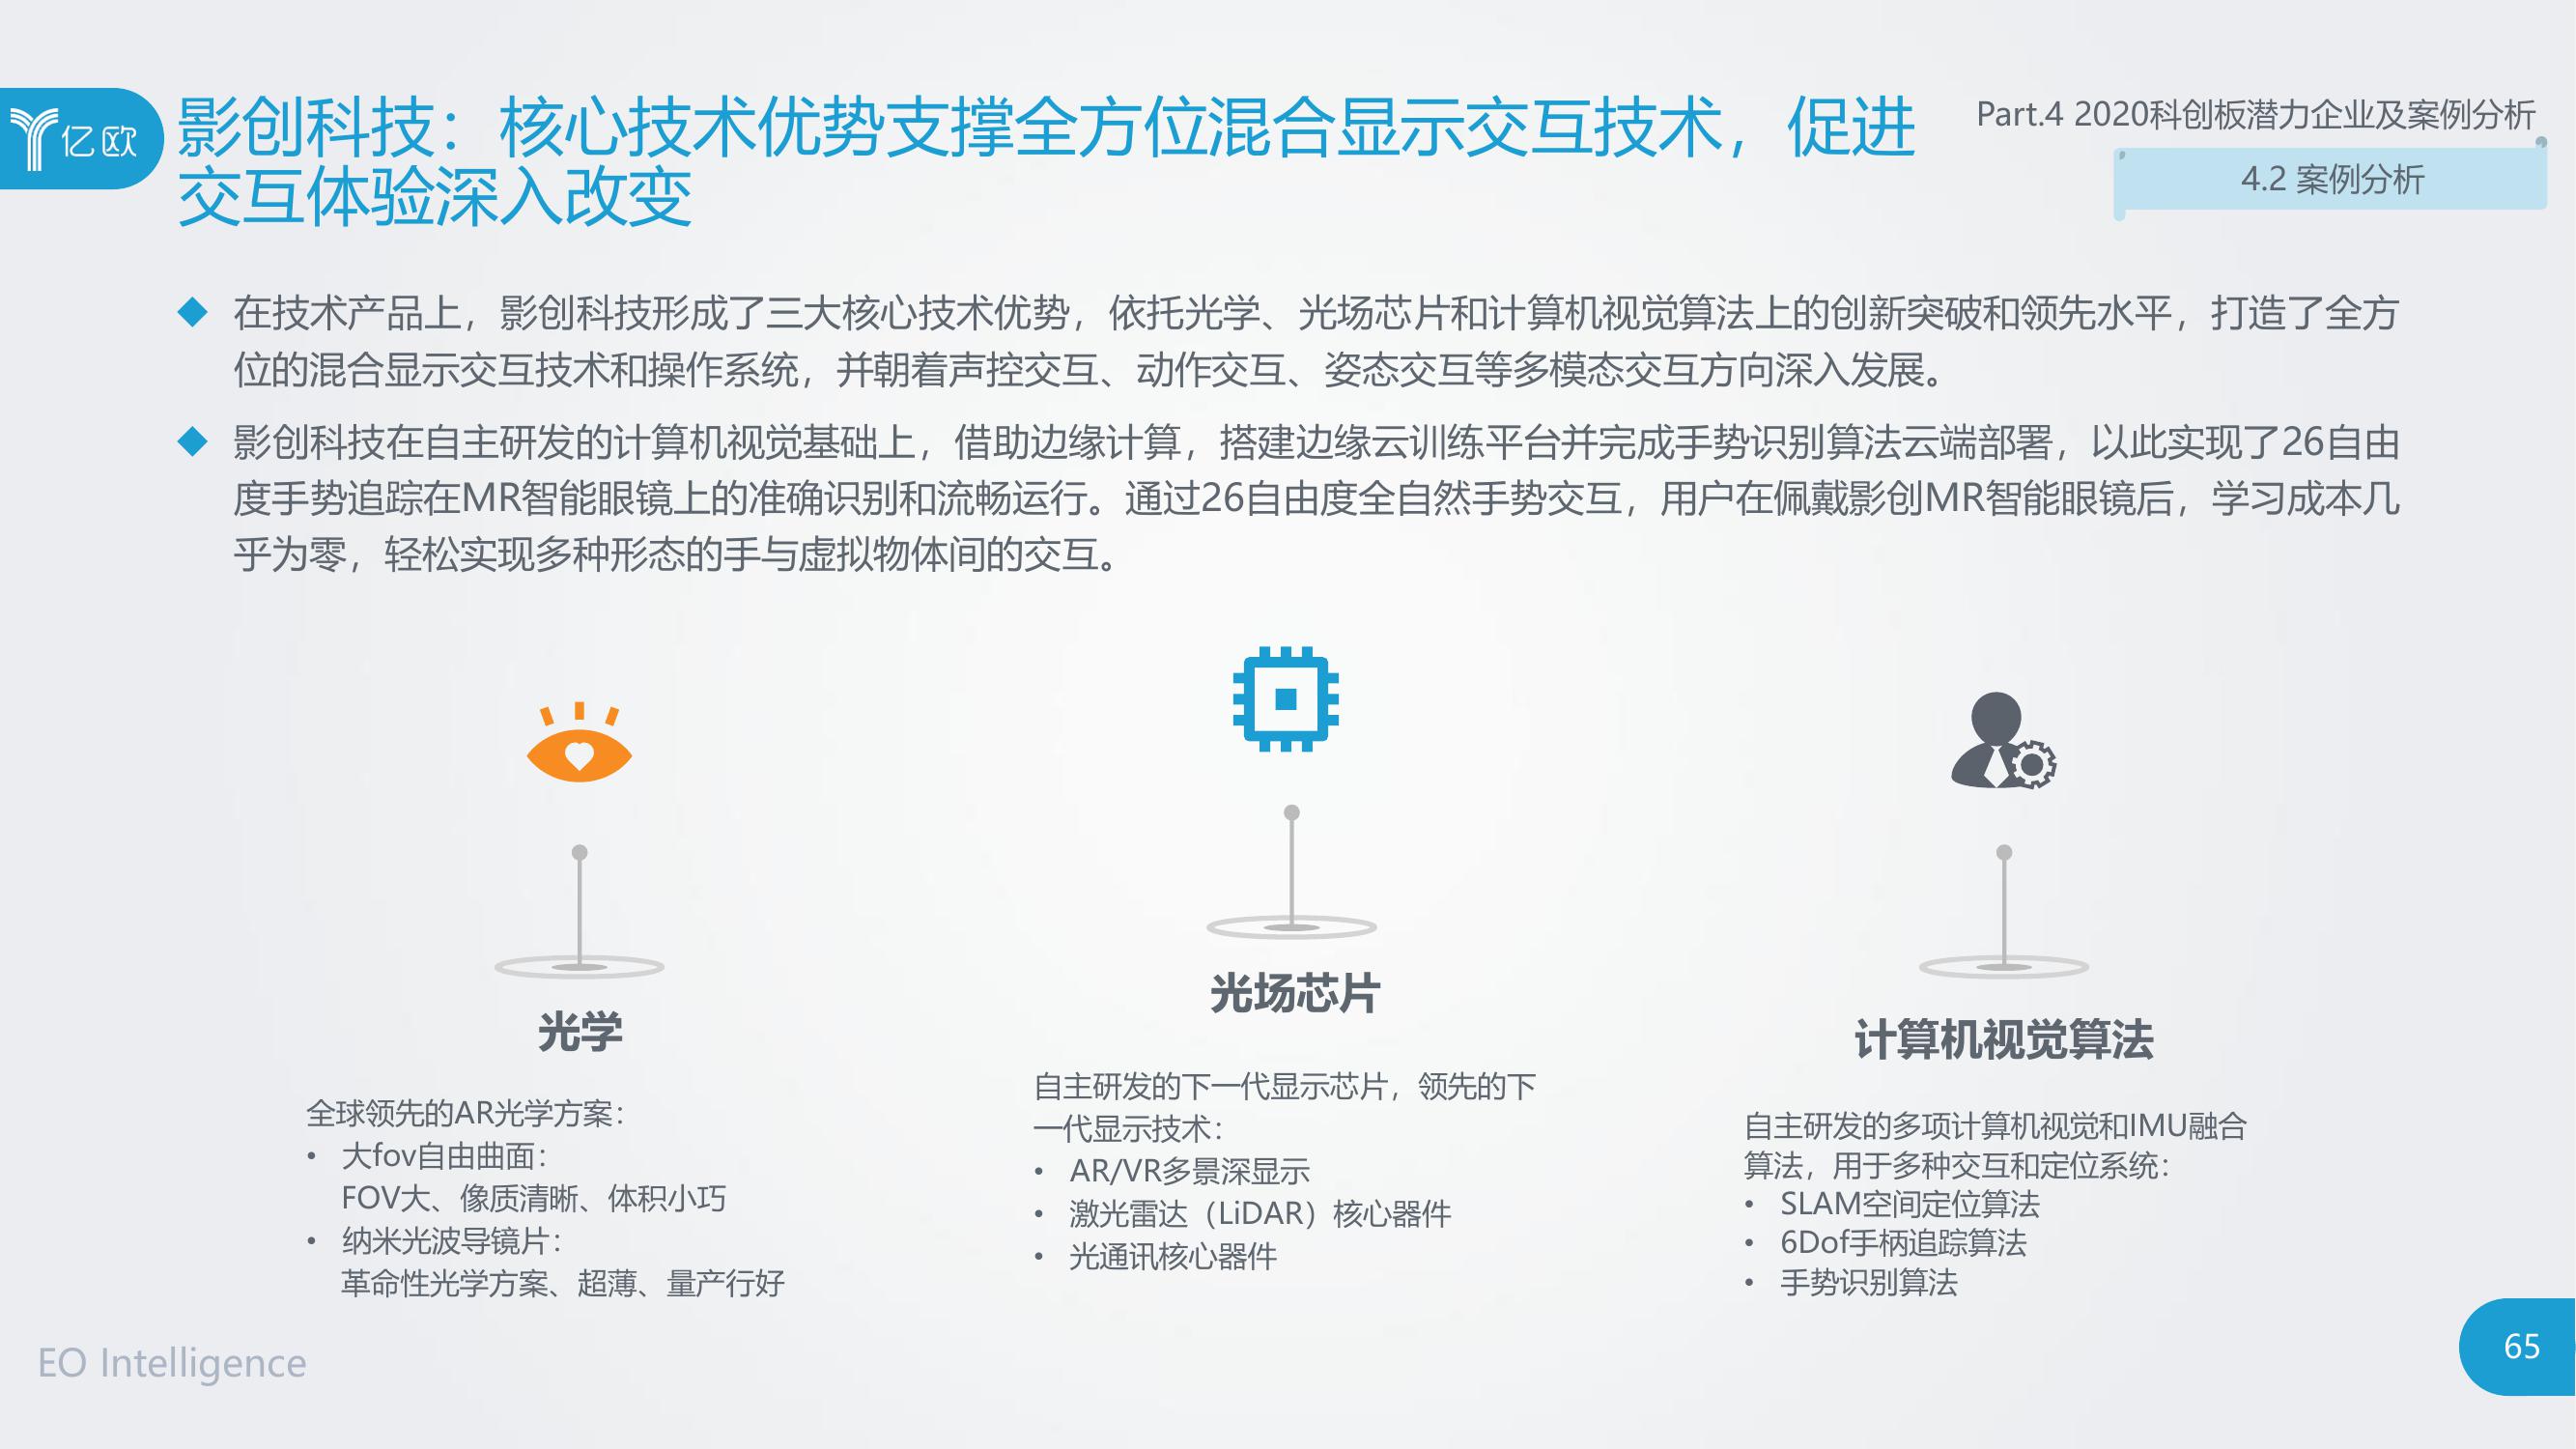 亿欧
影创科技：核心技术优势支撑全方位混合显示交互技术，促进
交互体验深入改变
Part.4 2020科创板潜力企业及案例分析
4.2 案例分析
在技术产品上，影创科技形成了三大核心技术优势，依托光学、光场芯片和计算机视觉算法上的创新突破和领先水平，打造了全方
位的混合显示交互技术和操作系统，并朝着声控交互、动作交互、姿态交互等多模态交互方向深入发展。
影创科技在自主研发的计算机视觉基础上，借助边缘计算，搭建边缘云训练平台并完成手势识别算法云端部署，以此实现了26自由
度手势追踪在MR智能眼镜上的准确识别和流畅运行。通过26自由度全自然手势交互，用户在佩戴影创MR智能眼镜后，学习成本几
乎为零，轻松实现多种形态的手与虚拟物体间的交互。
光学
全球领先的AR光学方案：
• 大fov自由曲面：
FOV大、像质清晰、体积小巧
• 纳米光波导镜片：
革命性光学方案、超薄、量产行好
光场芯片
自主研发的下一代显示芯片，领先的下
一代显示技术：
• AR/VR多景深显示
• 激光雷达（LiDAR）核心器件
• 光通讯核心器件
计算机视觉算法
自主研发的多项计算机视觉和IMU融合
算法，用于多种交互和定位系统：
• SLAM空间定位算法
• 6Dof手柄追踪算法
• 手势识别算法
EO Intelligence
65